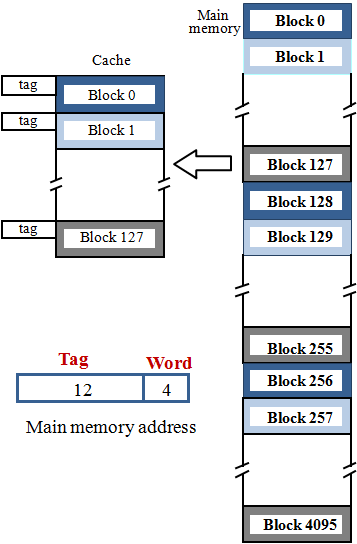 Main
memory
Block 0
Block 1
Block 127
Block 128
Block 129
Block 255
Block 256
Block 257
Block 4095
Cache
tag
Block 0
tag
Block 1
tag
Block 127
Tag Word
12 4
Main memory address